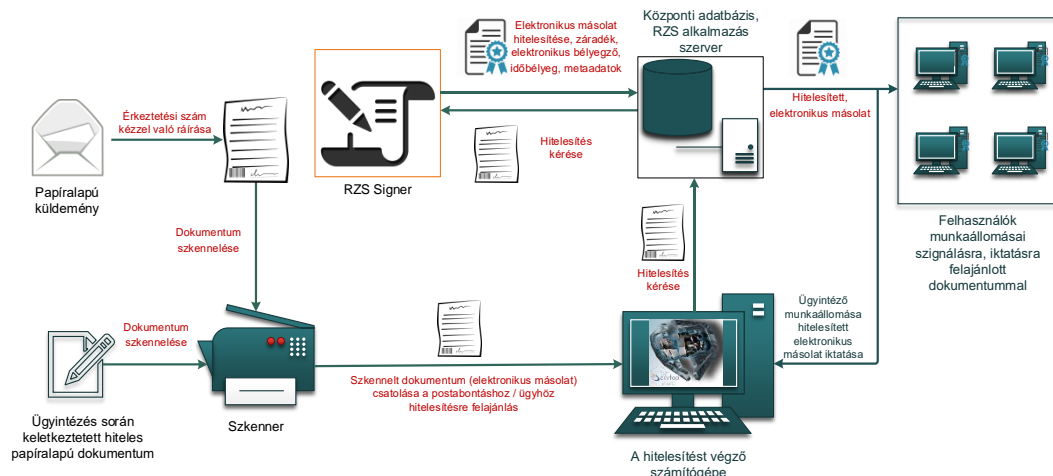 Elektronikus másolat
hitelesítése, záradék,
elektronikus bélyegző,
időbélyeg, metaadatok
Központi adatbázis,
RZS alkalmazás
szerver
Érkeztetési szám
kézzel való ráírása
Hitelesített,
elektronikus másolat
Hitelesítés
kérése
Papíralapú
küldemény
RZS Signer
Dokumentum
szkennelése
Hitelesítés
kérése
Felhasználók
munkaállomásai
szignálásra, iktatásra
felajánlott
dokumentummal
Dokumentum
szkennelése
Ügyintéző
munkaállomása
hitelesített
elektronikus
másolat iktatása
Szkennelt dokumentum (elektronikus másolat)
csatolása a postabontáshoz / ügyhöz
hitelesítésre felajánlás
Ügyintézés során
keletkeztetett hiteles
papíralapú dokumentum
Szkenner
A hitelesítést végző
számítógépe